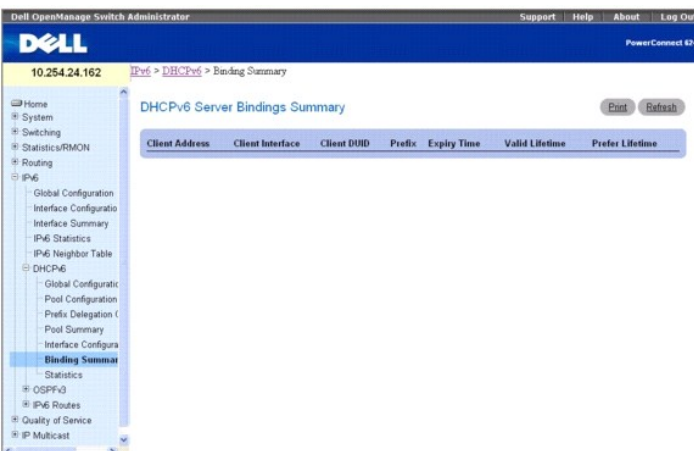 Dell OpenManage Switch Administrator
Support Help About Log Ou
DELL
PowerConnect 62
10.254.24.162
IPv6 > DHCPv6 > Binding Summary
DHCPv6 Server Bindings Summary
Print Refresh
Client Address Client Interface Client DUID Prefix Expiry Time Valid Lifetime Prefer Lifetime
Home
System
Switching
Statistics/RMON
Routing
IPv6
Global Configuration
Interface Configuratio
Interface Summary
IPv6 Statistics
IPv6 Neighbor Table
DHCPv6
Global Configuratic
Pool Configuration
Prefix Delegation (
Pool Summary
Interface Configura
Binding Summar
Statistics
OSPFv3
IPv6 Routes
Quality of Service
IP Multicast